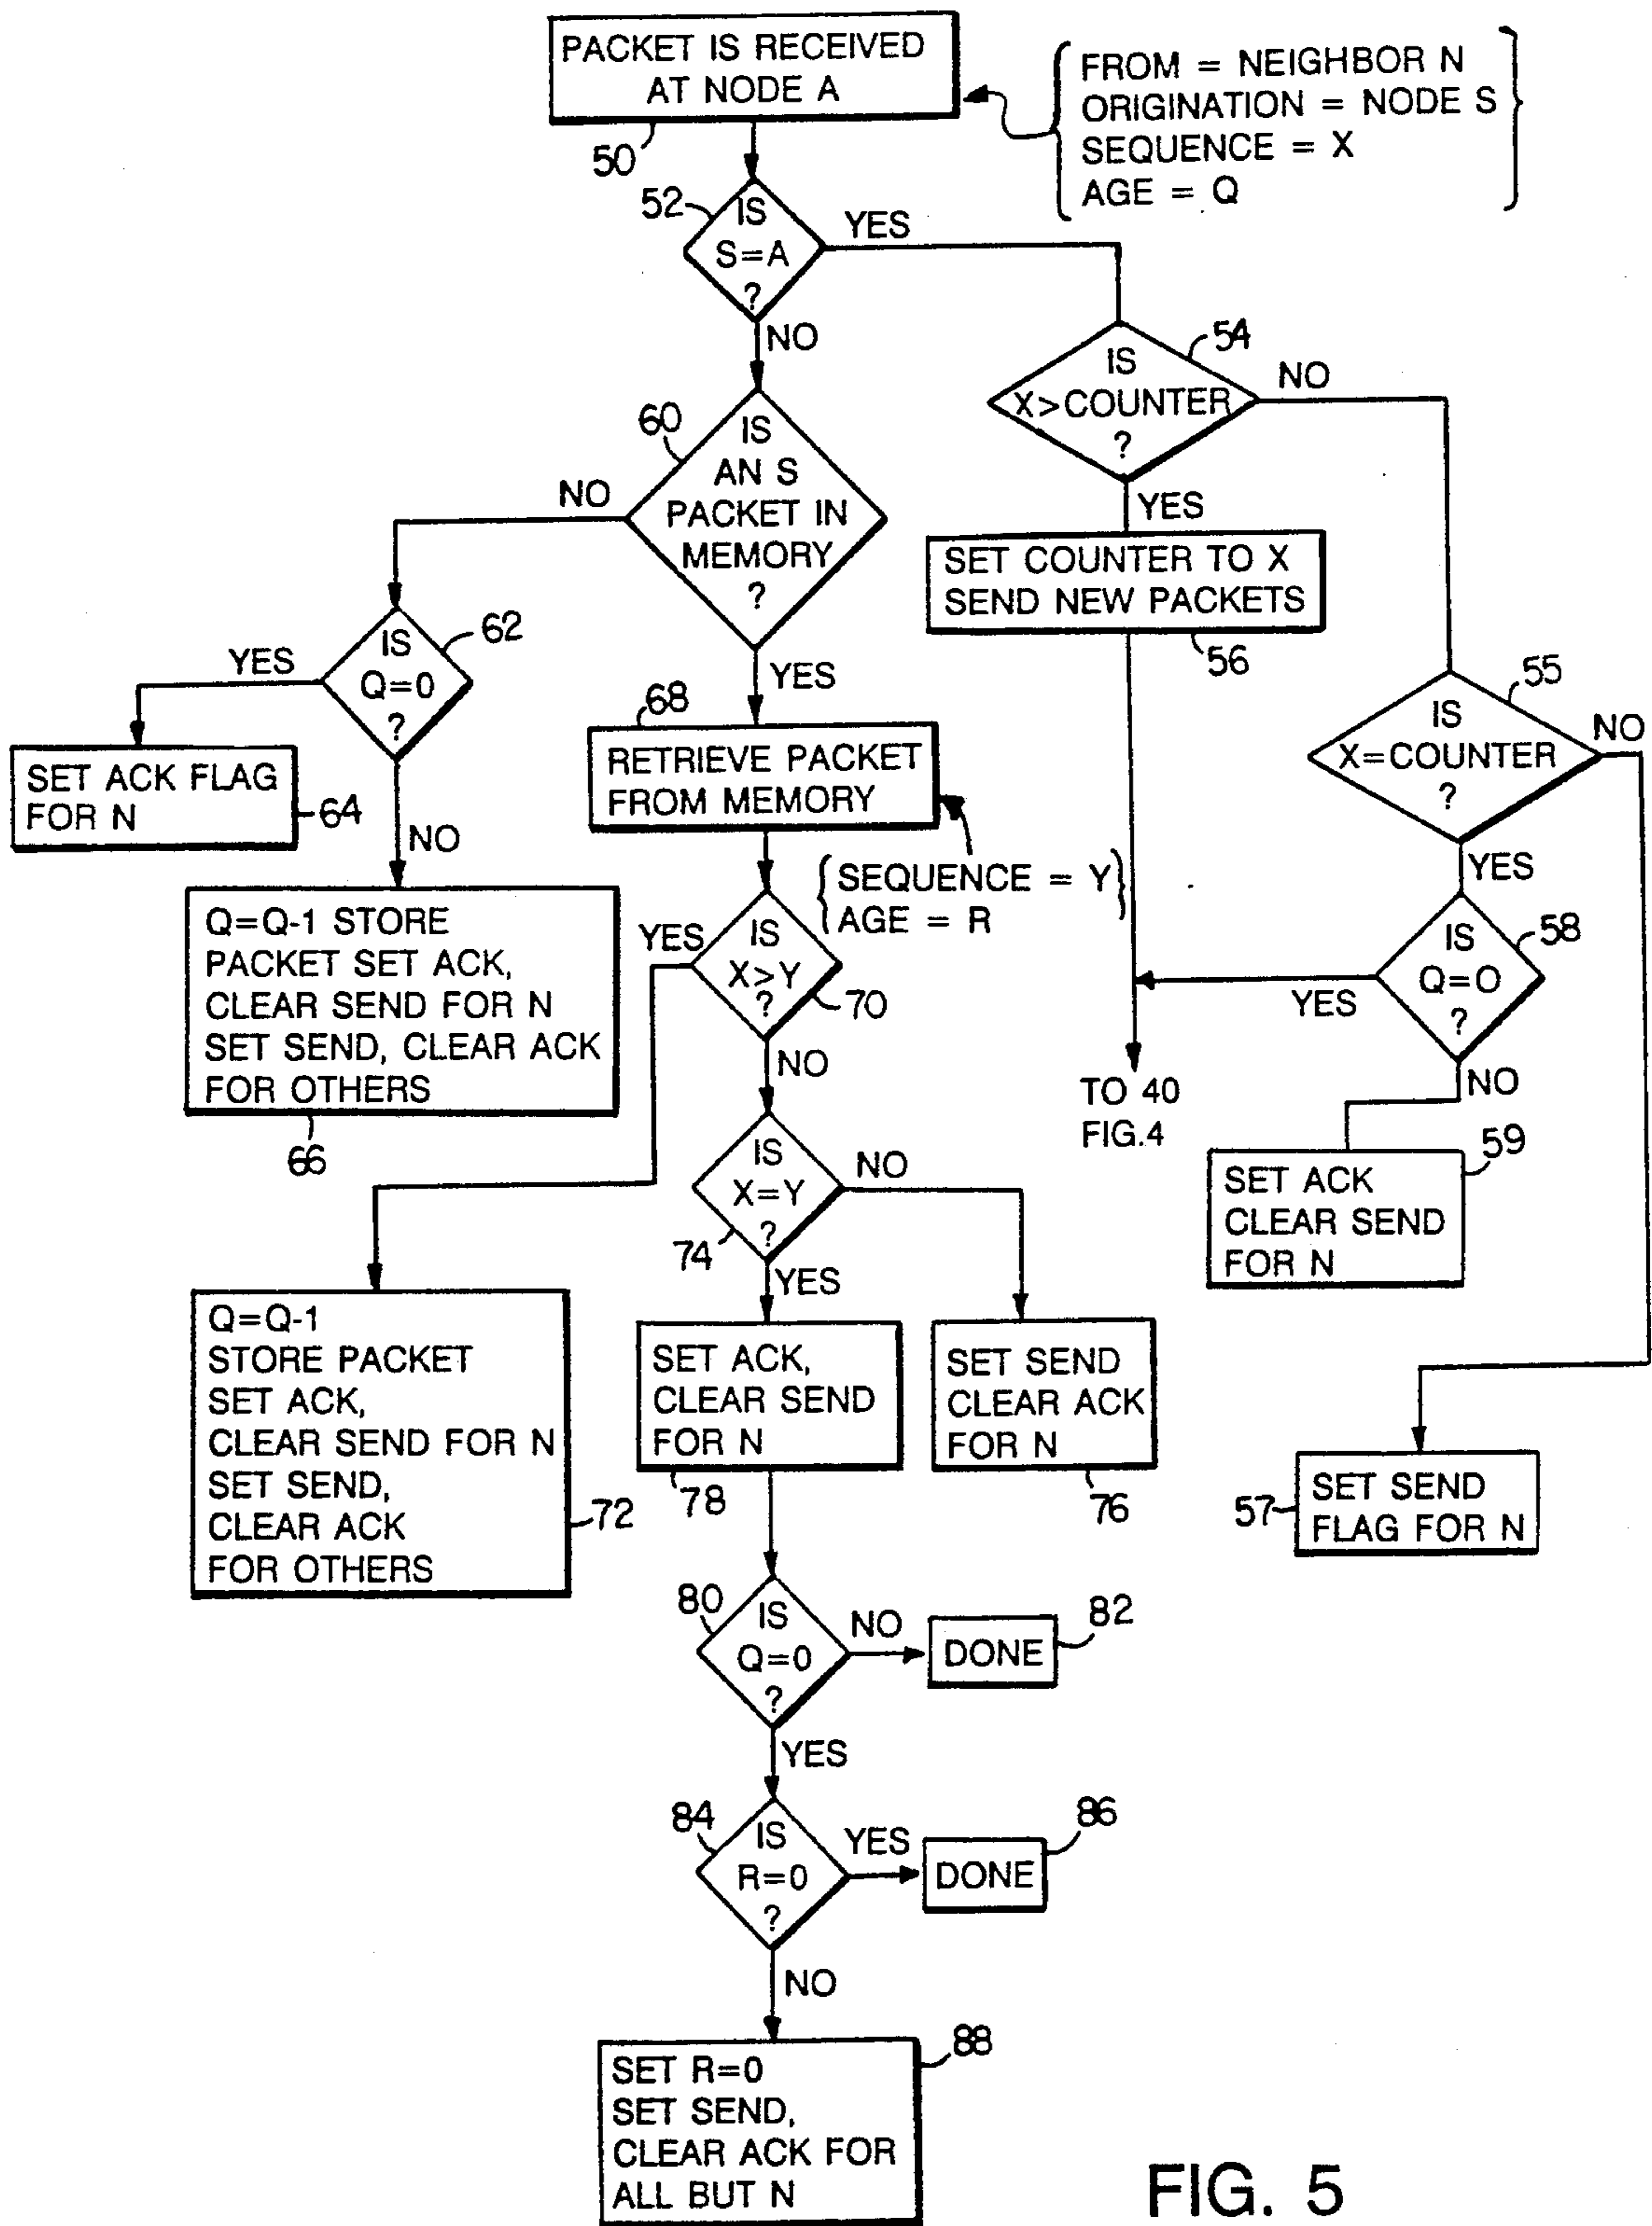 PACKET IS RECEIVED
AT NODE A
50
FROM = NEIGHBOR N
ORIGINATION = NODE S
SEQUENCE = X
AGE = Q
52
IS
S=A
?
YES
NO
54
IS
X>COUNTER
?
NO
YES
60
IS
AN S
PACKET IN
MEMORY
?
NO
YES
SET COUNTER TO X
SEND NEW PACKETS
56
62
IS
Q=0
?
YES
NO
55
IS
X=COUNTER
?
NO
YES
SET ACK FLAG
FOR N
64
68
RETRIEVE PACKET
FROM MEMORY
SEQUENCE = Y
AGE = R
Q=Q-1 STORE
PACKET SET ACK,
CLEAR SEND FOR N
SET SEND, CLEAR ACK
FOR OTHERS
66
YES
IS
X>Y
?
70
NO
58
IS
Q=O
?
YES
NO
TO 40
FIG.4
59
SET ACK
CLEAR SEND
FOR N
IS
X=Y
?
74
NO
YES
Q=Q-1
STORE PACKET
SET ACK,
CLEAR SEND FOR N
SET SEND,
CLEAR ACK
FOR OTHERS
72
SET ACK,
CLEAR SEND
FOR N
78
SET SEND
CLEAR ACK
FOR N
76
57
SET SEND
FLAG FOR N
80
IS
Q=0
?
NO
DONE
82
YES
84
IS
R=0
?
YES
DONE
86
NO
88
SET R=0
SET SEND,
CLEAR ACK FOR
ALL BUT N
FIG. 5